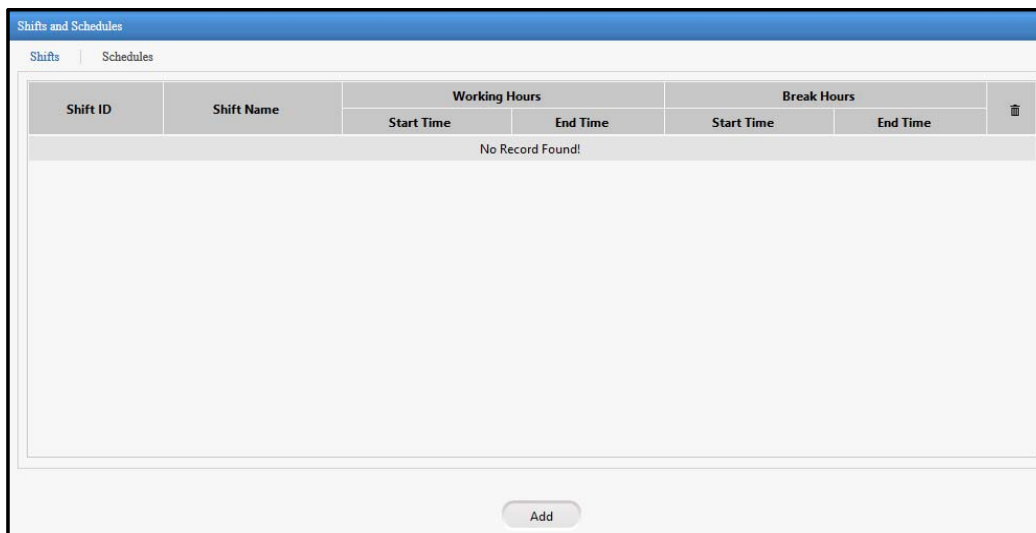 Shifts and Schedules
Shifts | Schedules
Shift ID Shift Name Working Hours Break Hours
Start Time End Time Start Time End Time
No Record Found!
Add